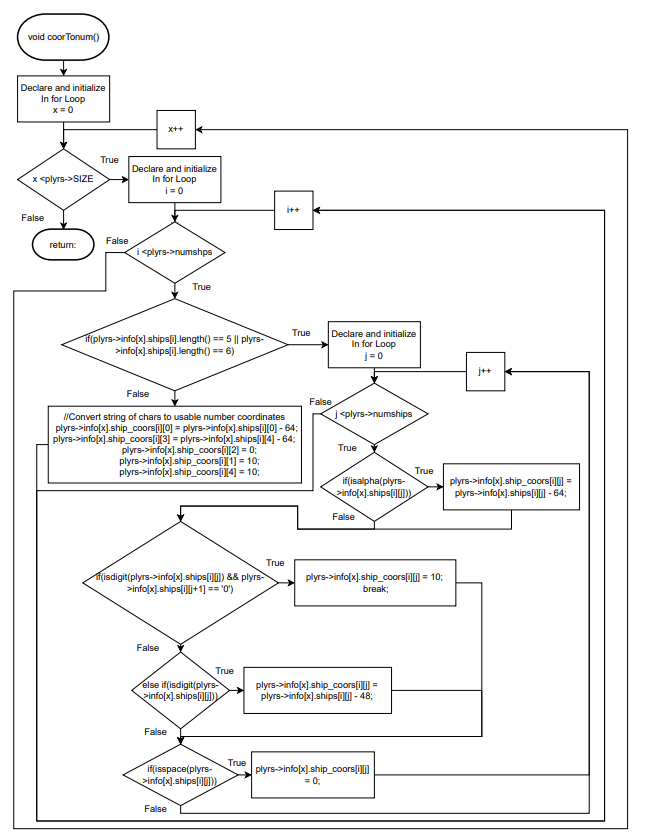 void coorTonum()
Declare and initialize
In for Loop
x = 0
x++
x <plyrs->SIZE
True
Declare and initialize
In for Loop
i = 0
False
return:
i++
False
i <plyrs->numshps
True
if(plyrs->info[x].ships[i].length() == 5 || plyrs-
>info[x].ships[i].length() == 6)
True
Declare and initialize
In for Loop
j = 0
j++
False
//Convert string of chars to usable number coordinates
plyrs->info[x].ship_coors[i][0] = plyrs->info[x].ships[i][0] - 64;
plyrs->info[x].ship_coors[i][3] = plyrs->info[x].ships[i][4] - 64;
plyrs->info[x].ship_coors[i][2] = 0;
plyrs->info[x].ship_coors[i][1] = 10;
plyrs->info[x].ship_coors[i][4] = 10;
False
j <plyrs->numships
True
if(isalpha(plyrs-
>info[x].ships[i][j]))
True
plyrs->info[x].ship_coors[i][j] =
plyrs->info[x].ships[i][j] - 64;
False
if(isdigit(plyrs->info[x].ships[i][j]) && plyrs-
>info[x].ships[i][j+1] == '0')
True
plyrs->info[x].ship_coors[i][j] = 10;
break;
False
else if(isdigit(plyrs-
>info[x].ships[i][j]))
True
plyrs->info[x].ship_coors[i][j] =
plyrs->info[x].ships[i][j] - 48;
False
if(isspace(plyrs-
>info[x].ships[i][j]))
True
plyrs->info[x].ship_coors[i][j]
= 0;
False